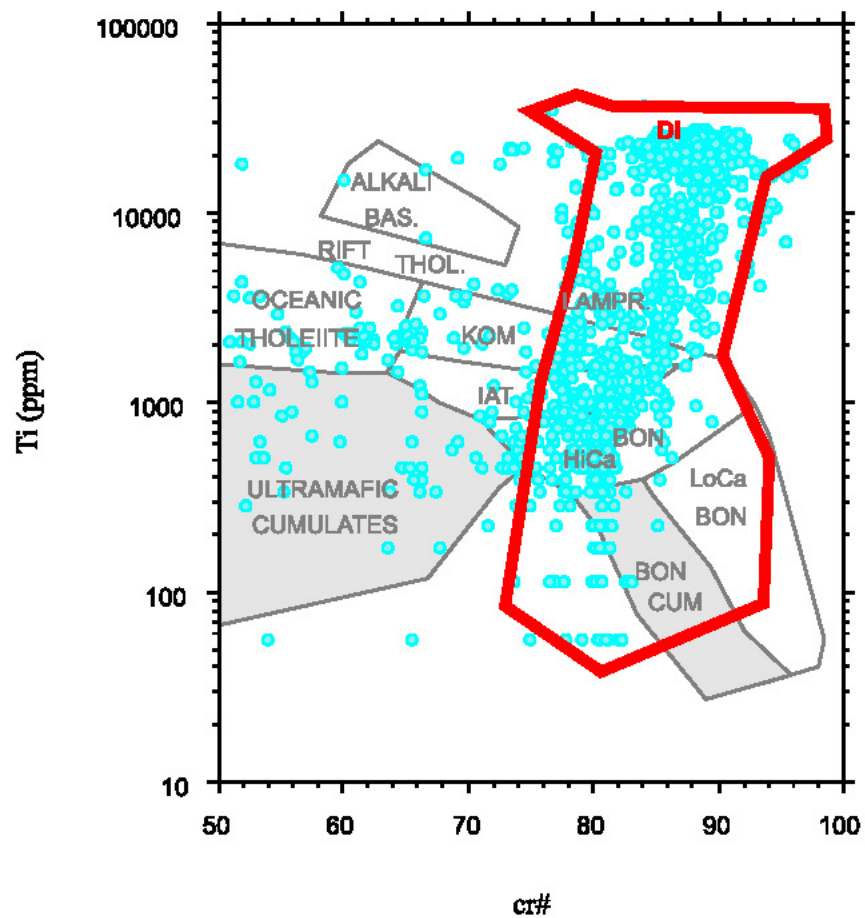 100000
DI
ALKALI
BAS.
10000
RIFT
THOL.
OCEANIC
LAMPR.
THOLEIITE
KOM
Ti (ppm)
1000
IAT
BON
HiCa
LoCa
ULTRAMAFIC
BON
CUMULATES
BON
100
CUM
10
50 60 70 80 90 100
cr#